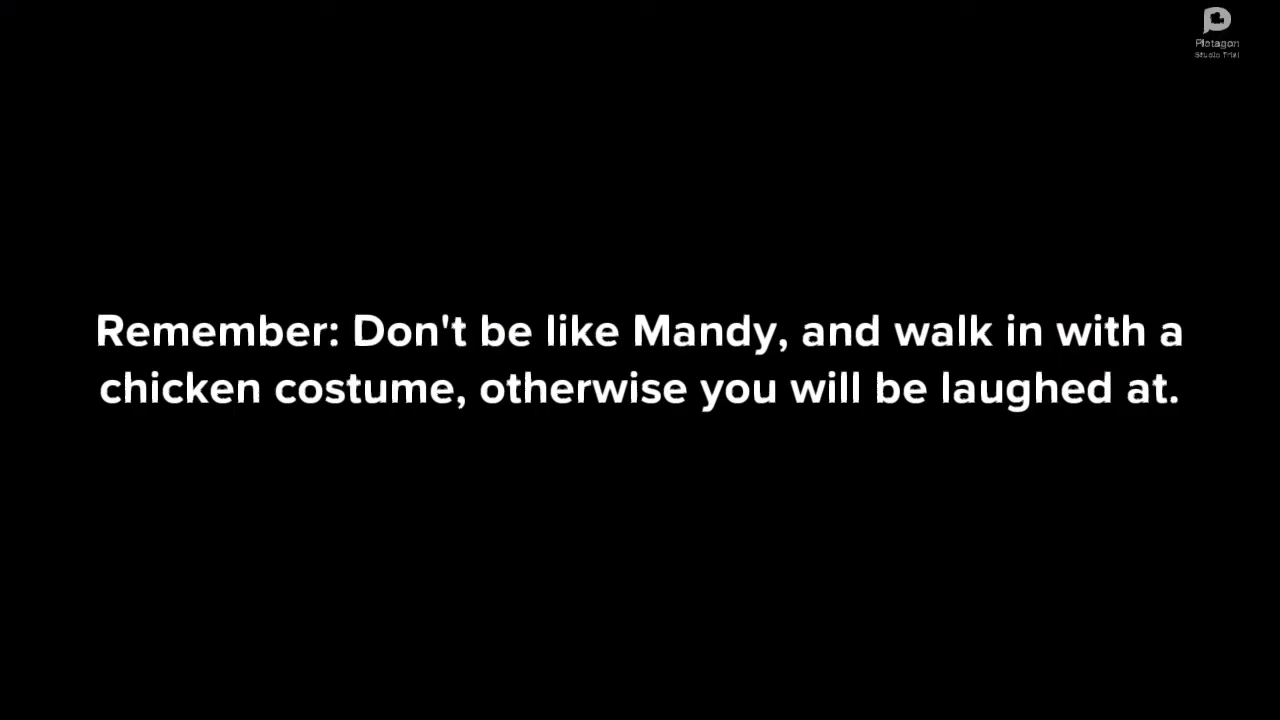 Plotagon
Studio Trial
Remember: Don't be like Mandy, and walk in with a
chicken costume, otherwise you will be laughed at.